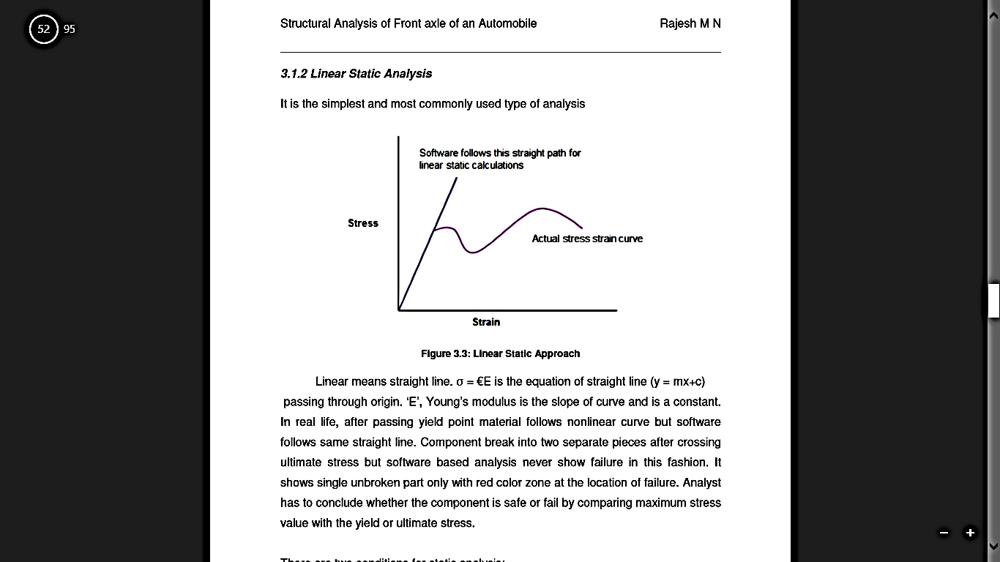 52 95
Structural Analysis of Front axle of an Automobile Rajesh M N
3.1.2 Linear Static Analysis
It is the simplest and most commonly used type of analysis
Software follows this straight path for
linear static calculations
Stress
Actual stress strain curve
Strain
Figure 3.3: Linear Static Approach
Linear means straight line. σ = €E is the equation of straight line (y = mx+c)
passing through origin. ‘E’, Young’s modulus is the slope of curve and is a constant.
In real life, after passing yield point material follows nonlinear curve but software
follows same straight line. Component break into two separate pieces after crossing
ultimate stress but software based analysis never show failure in this fashion. It
shows single unbroken part only with red color zone at the location of failure. Analyst
has to conclude whether the component is safe or fail by comparing maximum stress
value with the yield or ultimate stress.
There are two conditions for static analysis: